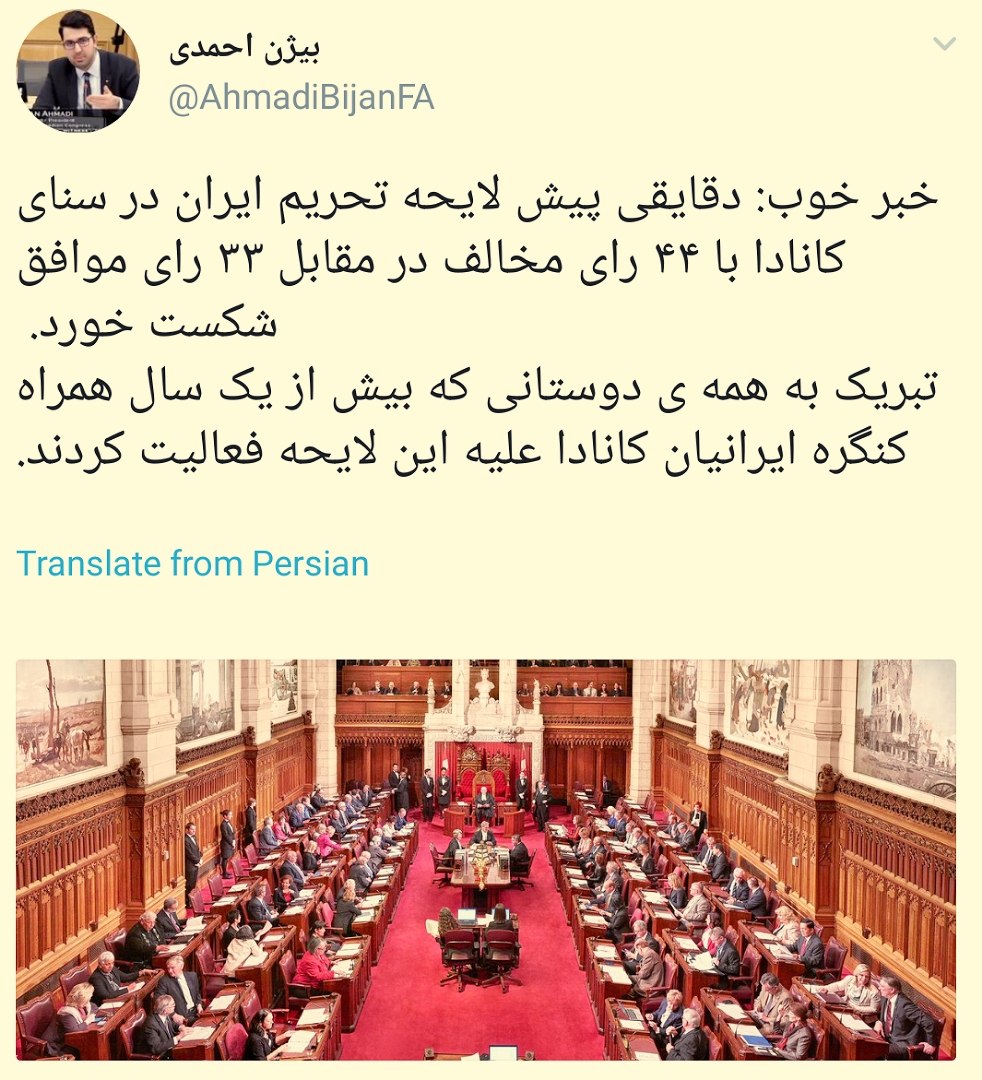 بیژن احمدی
@AhmadiBijanFA
خبر خوب: دقایقی پیش لایحه تحریم ایران در سنای
کانادا با ۴۴ رای مخالف در مقابل ۳۳ رای موافق
شکست خورد.
تبریک به همه ی دوستانی که بیش از یک سال همراه
کنگره ایرانیان کانادا علیه این لایحه فعالیت کردند.
Translate from Persian
N AHMADI